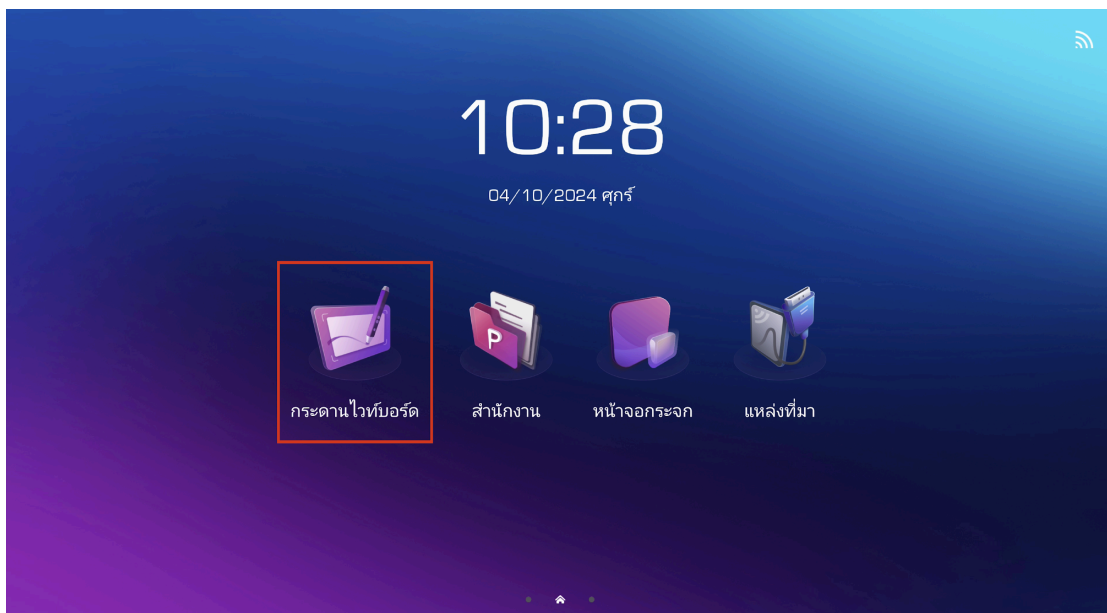 10:28
04/10/2024 ศุกร์
P
กระดานไวท์บอร์ด
สำนักงาน
หน้าจอกระจก
แหล่งที่มา